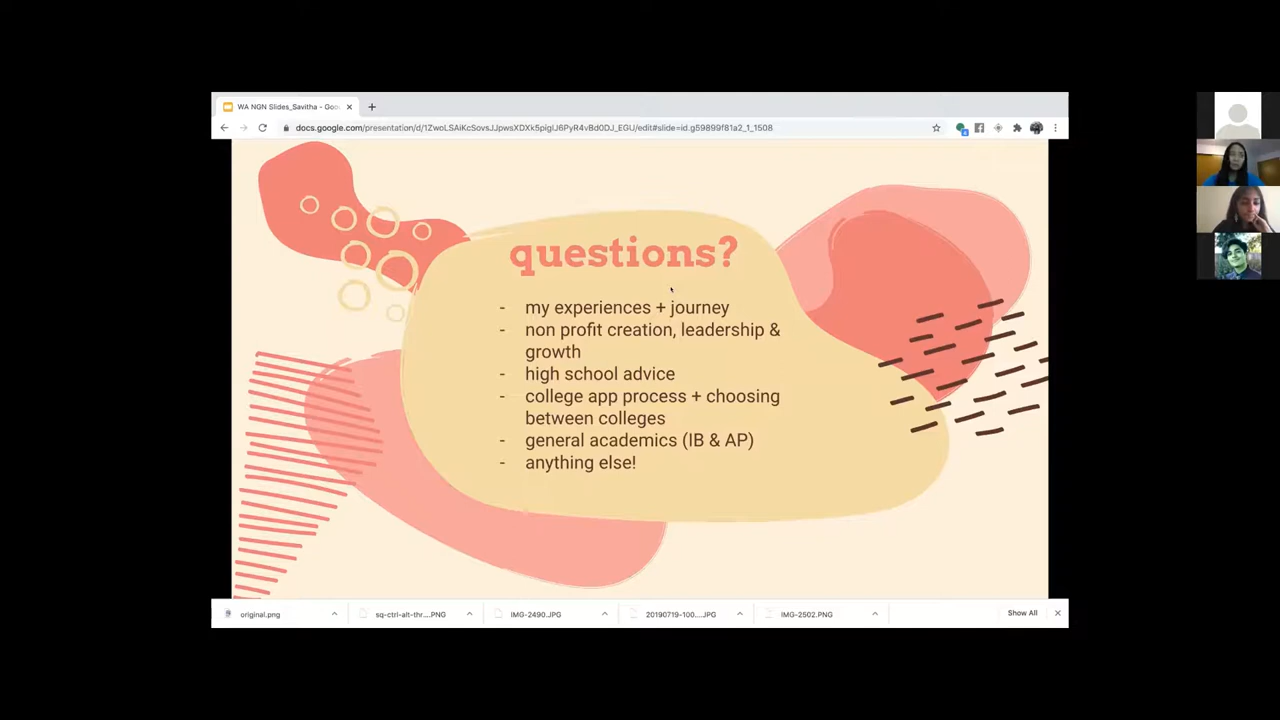 WA NGN Slides_Savitha - Goo
docs.google.com/presentation/d/1ZwoLSAiKcSovsJJpwsXDXk5pigIJ6PyR4vBd0DJ_EGU/edit#slide=id.g59899f81a2_1_1508
questions?
- my experiences + journey
- non profit creation, leadership &
growth
- high school advice
- college app process + choosing
between colleges
- general academics (IB & AP)
- anything else!
original.png
sq-ctrl-alt-thr....PNG
IMG-2490.JPG
20190719-100....JPG
IMG-2502.PNG
Show All